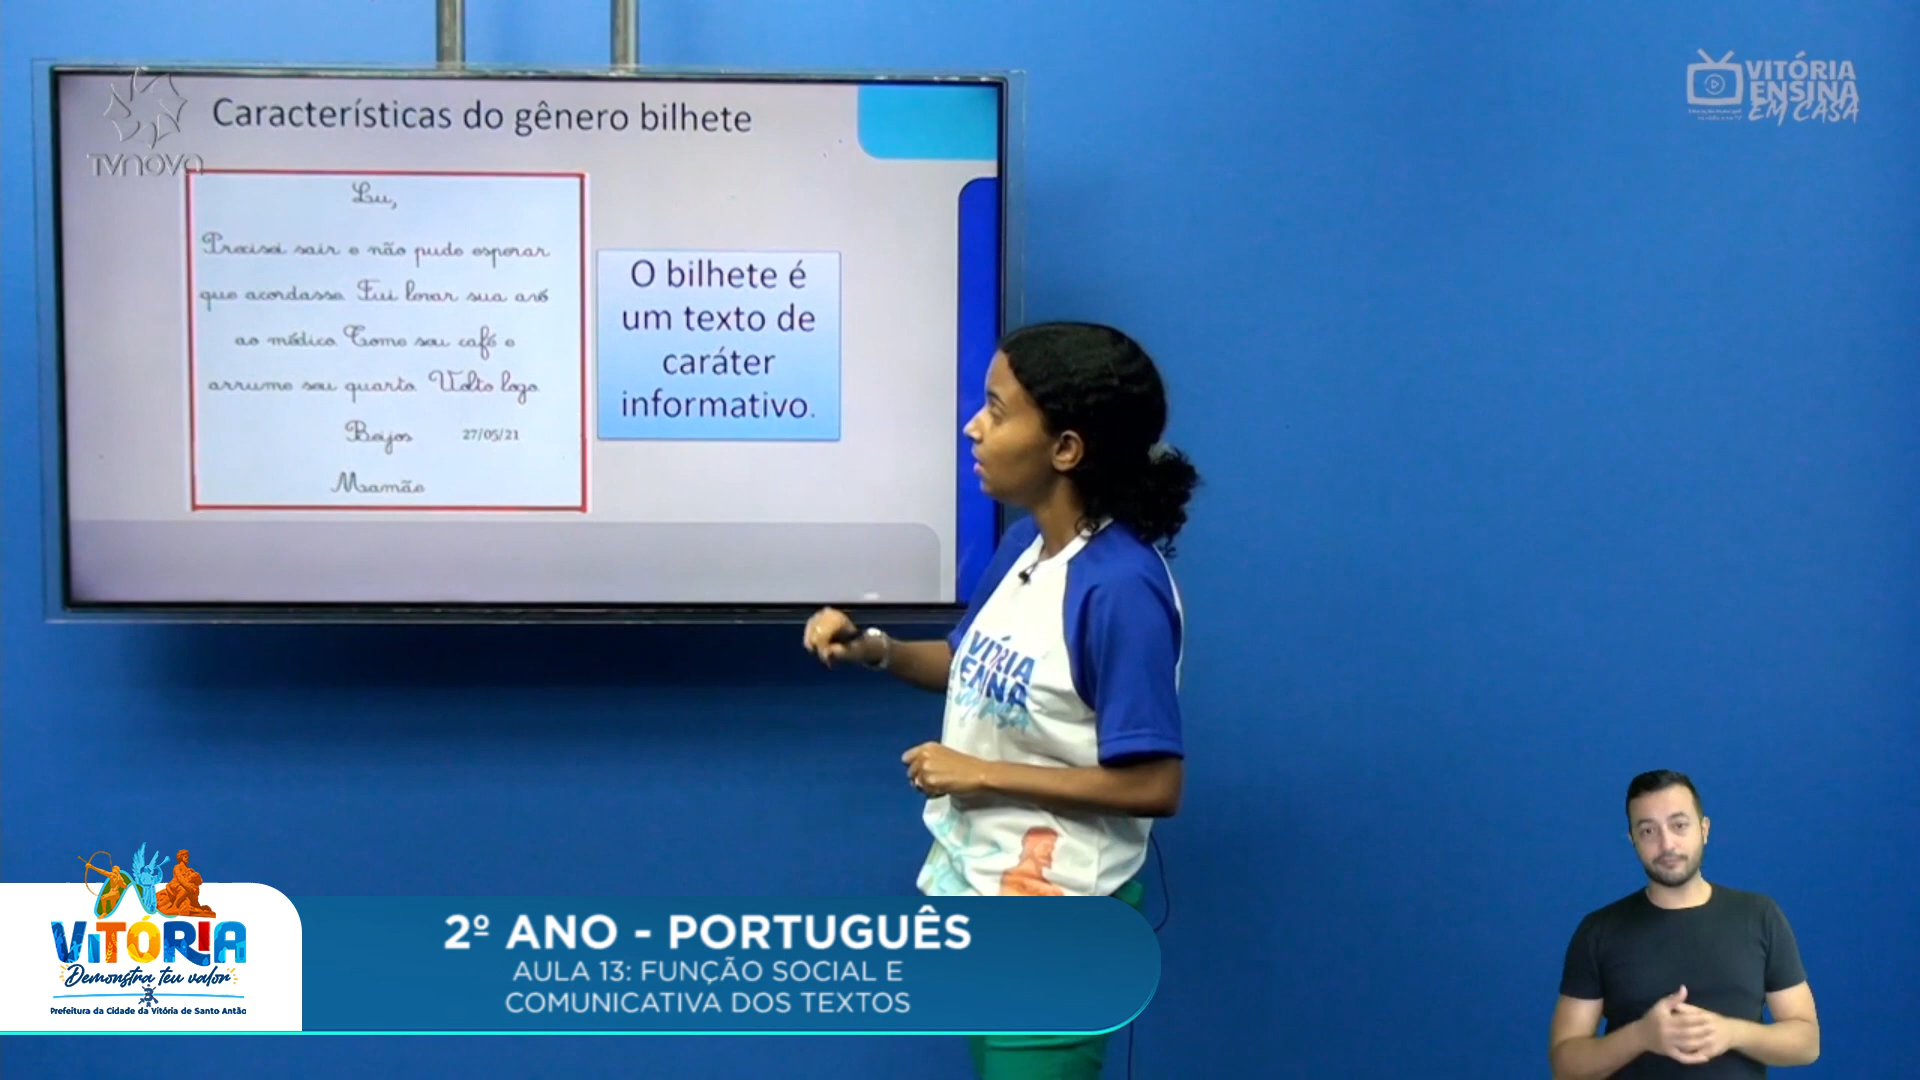 TVNOVA
VITÓRIA
ENSINA
EM CASA
Características do gênero bilhete
Lu,
Precisei sair e não pude esperar
que acordasse. Fui levar sua avó
ao médico. Tome seu café e
arrume seu quarto. Volto logo.
Beijos 27/05/21
Mamãe
O bilhete é
um texto de
caráter
informativo.
VITÓRIA
ENSINA
VITÓRIA
Demonstra teu valor
Prefeitura da Cidade da Vitória de Santo Antão
2º ANO - PORTUGUÊS
AULA 13: FUNÇÃO SOCIAL E
COMUNICATIVA DOS TEXTOS